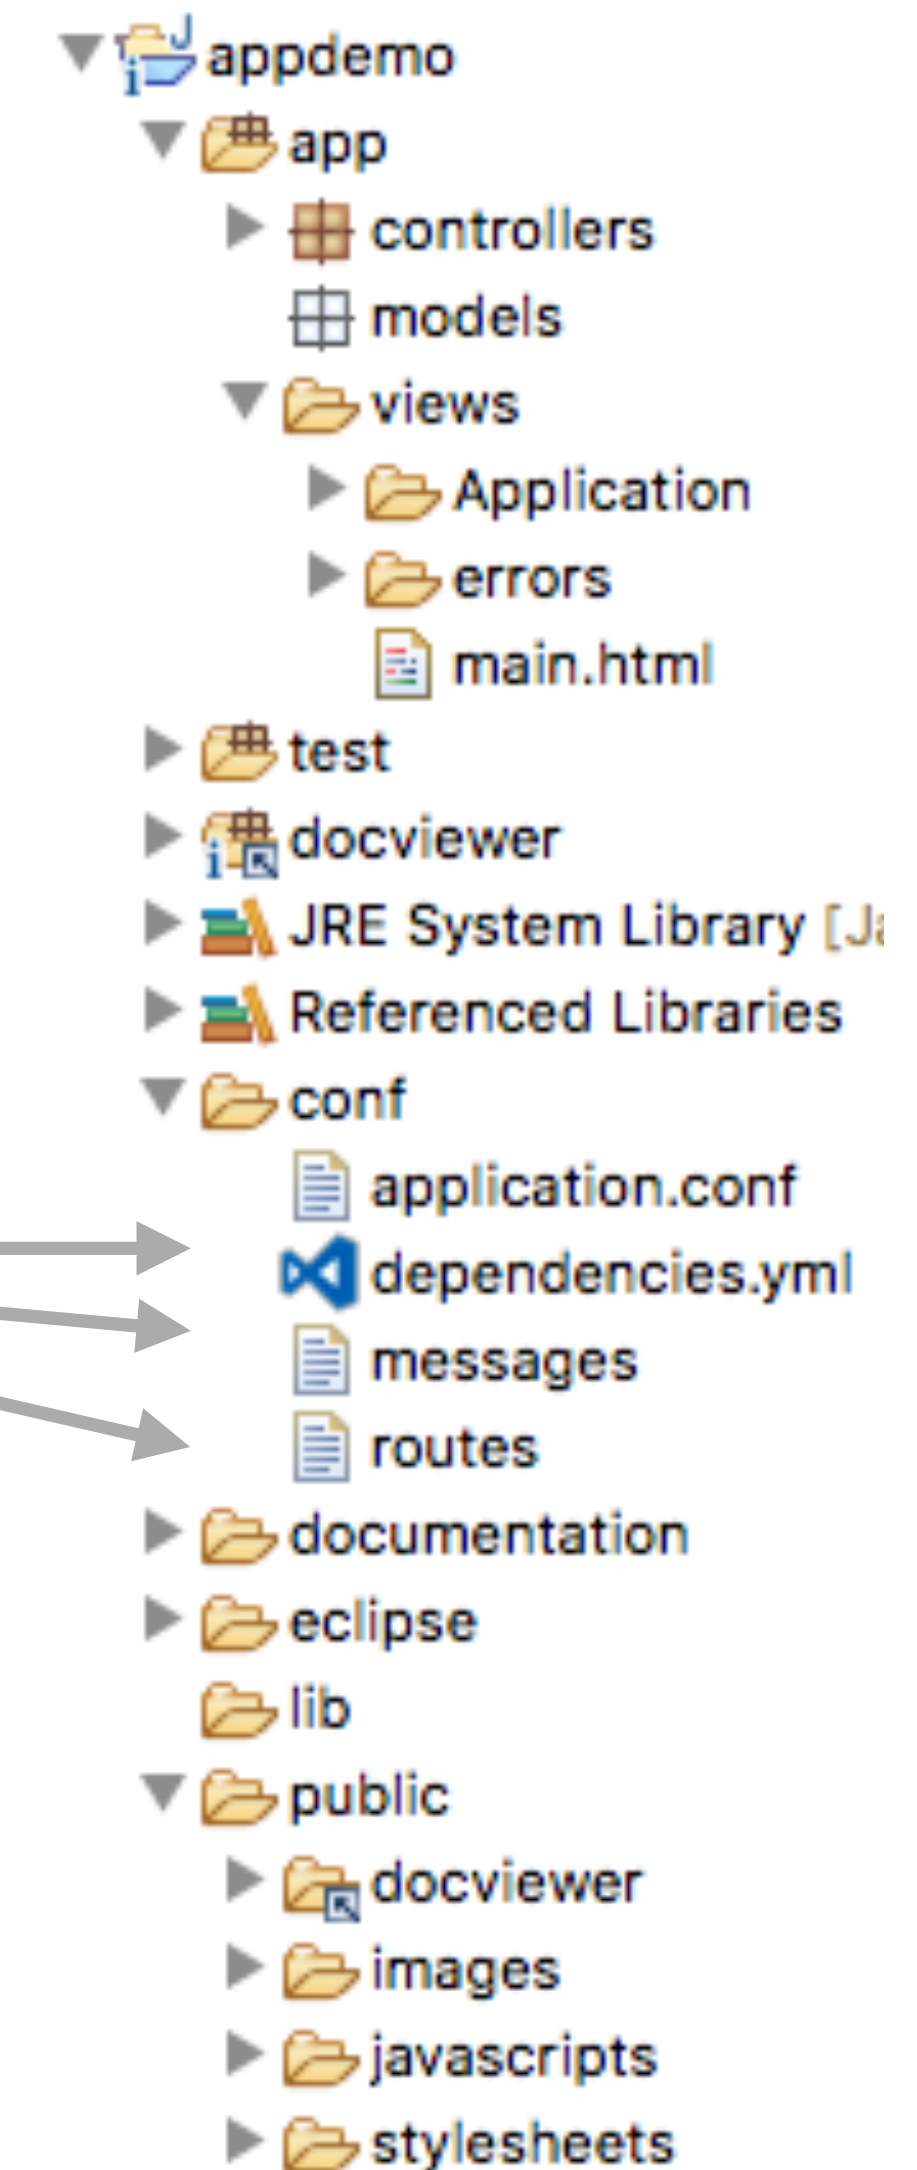 appdemo
app
controllers
models
views
Application
errors
main.html
test
docviewer
JRE System Library
Referenced Libraries
conf
application.conf
dependencies.yml
messages
routes
documentation
eclipse
lib
public
docviewer
images
javascripts
stylesheets